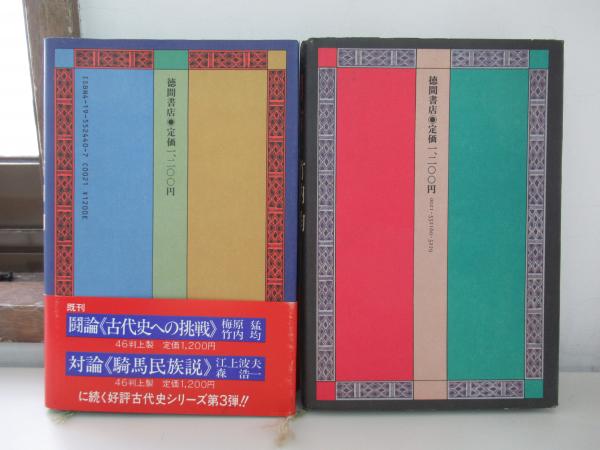 ISBN4-19-552440-7 C0021 ¥1200E
徳間書店●定価一、二〇〇円
既刊
闘論《古代史への挑戦》梅原 猛 竹内 均
46判上製 定価1,200円
対論《騎馬民族説》江上波夫 森 浩一
46判上製 定価1,200円
に続く好評古代史シリーズ第3弾!!
徳間書店●定価一、二〇〇円